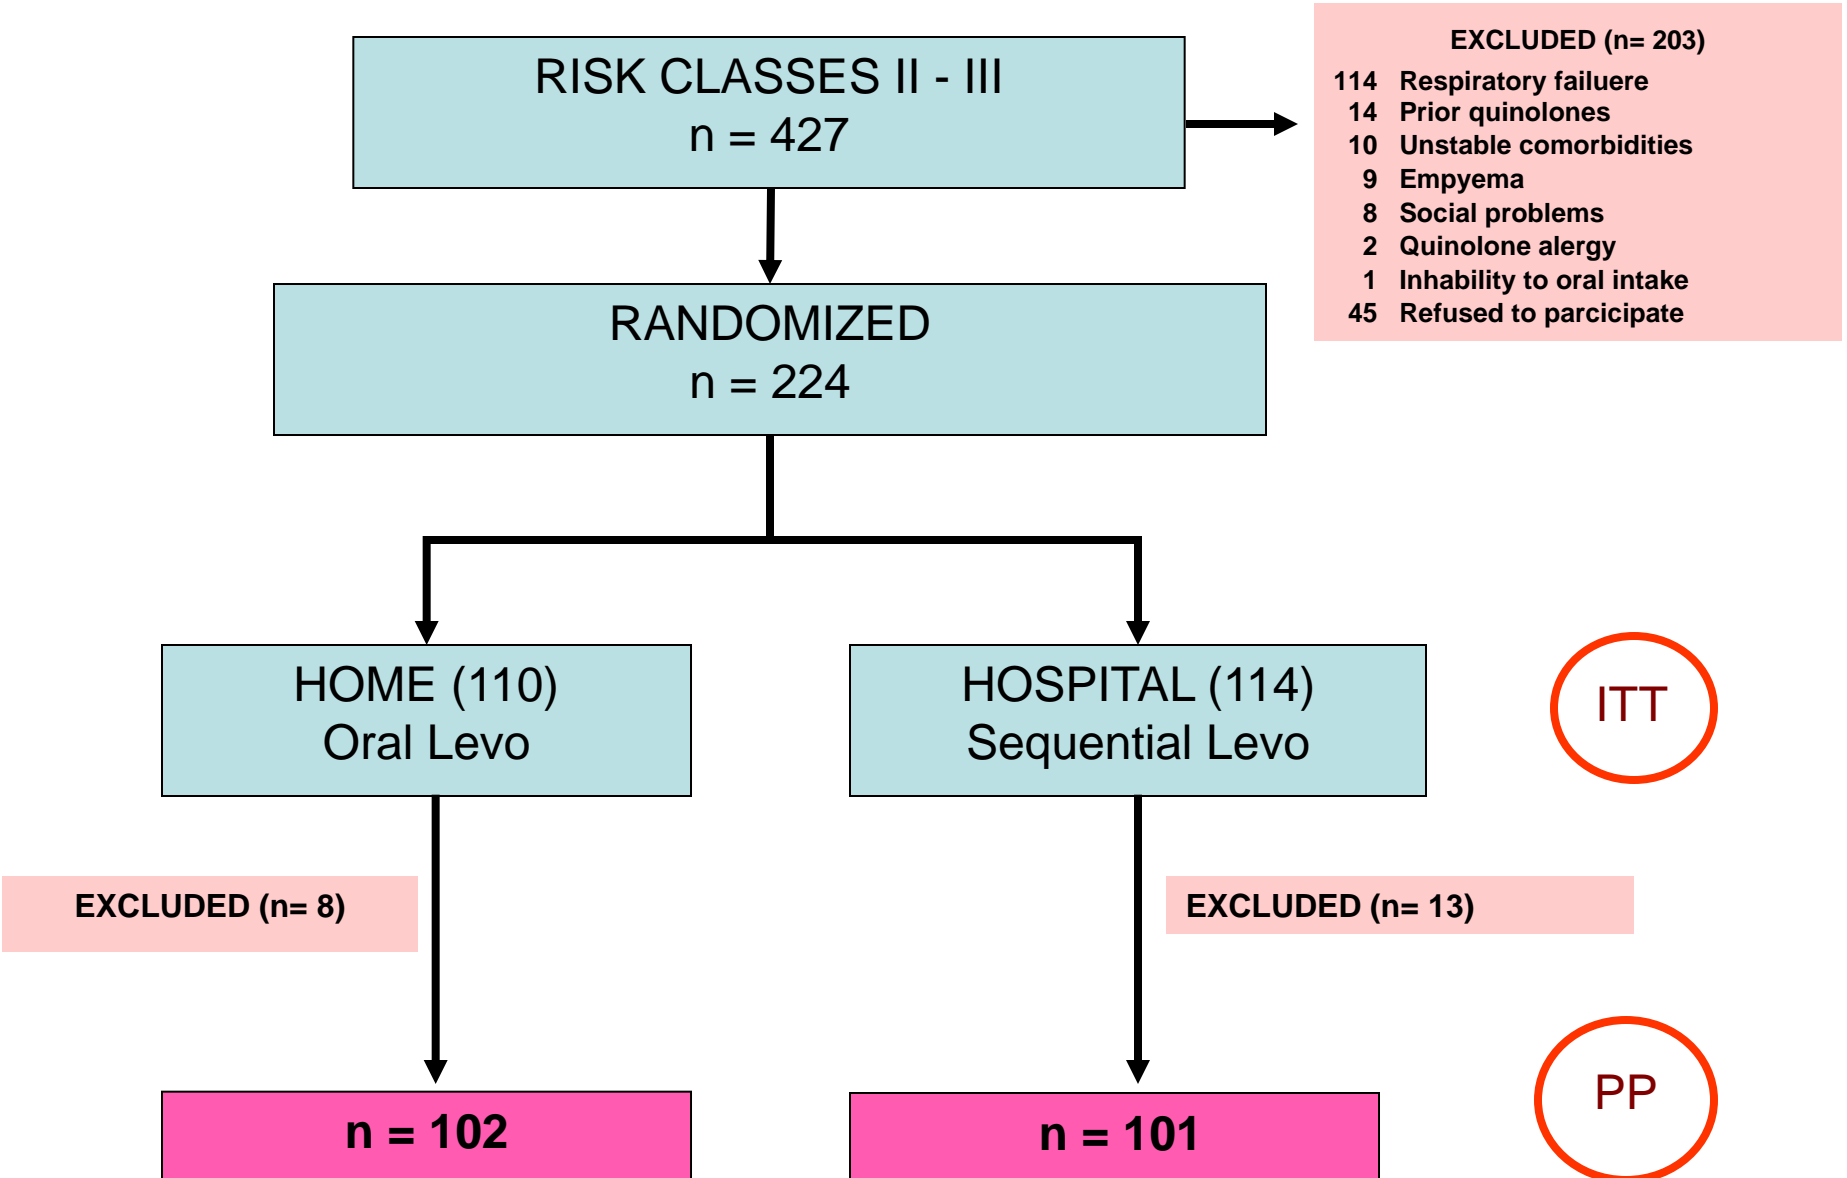 EXCLUDED (n= 203)
RISK CLASSES II - III
n = 427
114 Respiratory failuere
14 Prior quinolones
10 Unstable comorbidities
9 Empyema
8 Social problems
2 Quinolone alergy
1 Inhability to oral intake
45 Refused to parcicipate
RANDOMIZED
n = 224
HOME (110)
Oral Levo
HOSPITAL (114)
Sequential Levo
ITT
EXCLUDED (n= 8)
EXCLUDED (n= 13)
n = 102
n = 101
PP